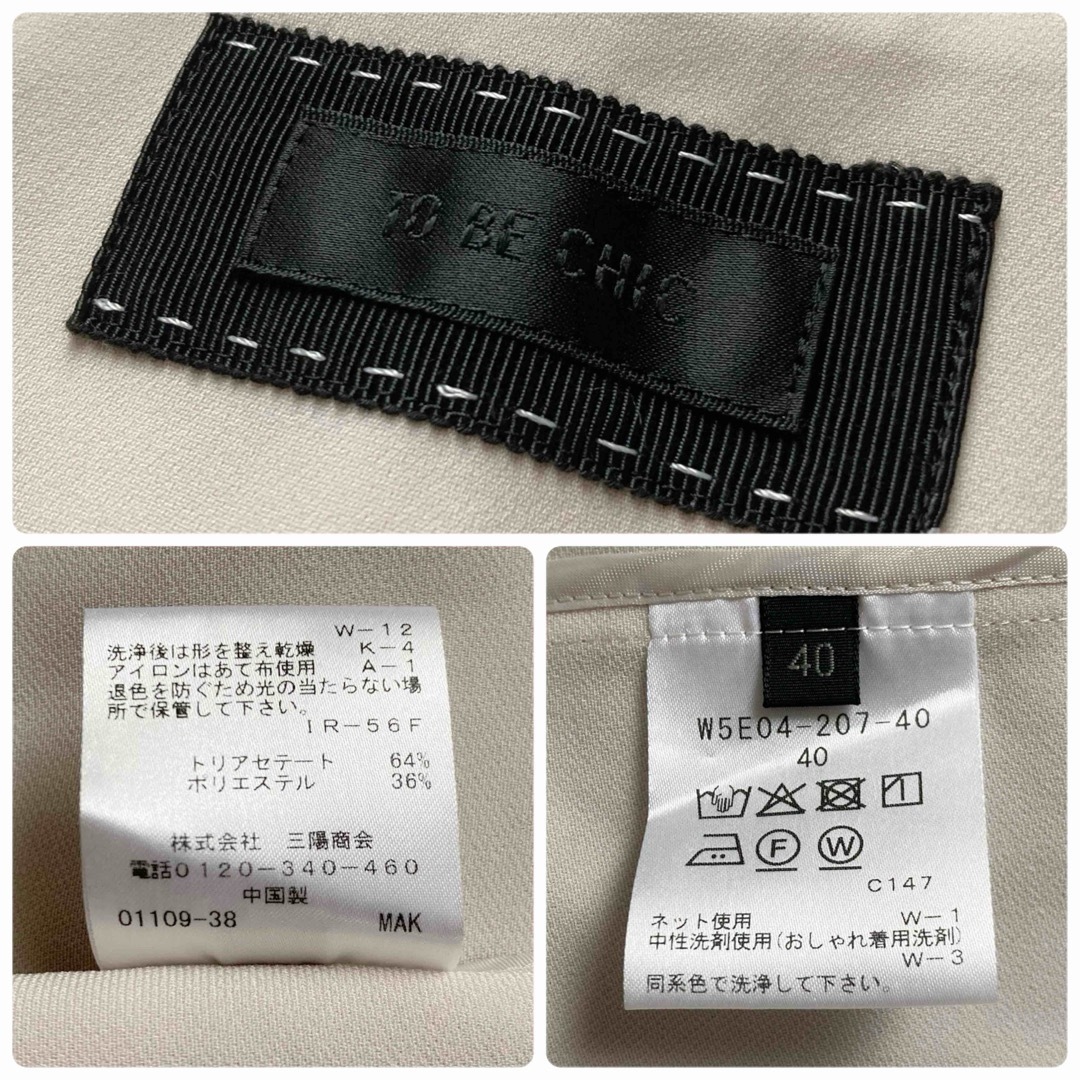 TO BE CHIC
W-12
洗浄後は形を整え乾燥 K-4
アイロンはあて布使用 A-1
退色を防ぐため光の当たらない場
所で保管して下さい。
IR-56F
トリアセテート 64%
ポリエステル 36%
株式会社 三陽商会
電話0120-340-460
中国製
01109-38 MAK
40
W5E04-207-40
40
1
F W
C147
ネット使用 W-1
中性洗剤使用(おしゃれ着用洗剤)
W-3
同系色で洗浄して下さい。